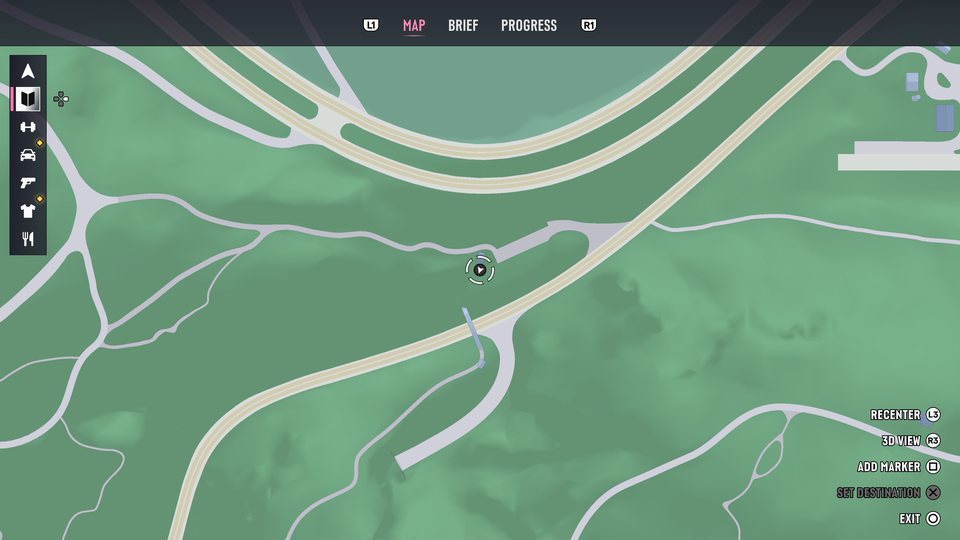 L1 MAP BRIEF PROGRESS R1
RECENTER L3
3D VIEW R3
ADD MARKER
SET DESTINATION
EXIT